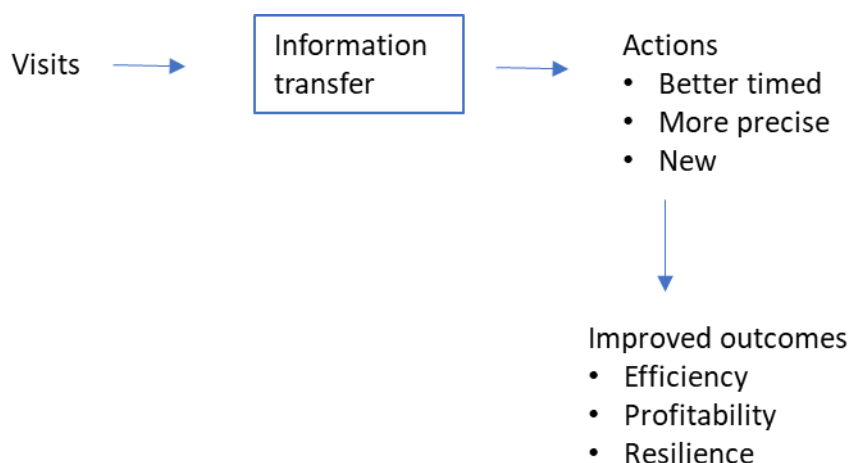 Visits
Information
transfer
Actions
• Better timed
• More precise
• New
Improved outcomes
• Efficiency
• Profitability
• Resilience